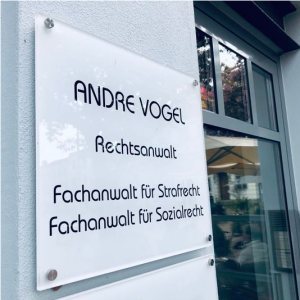 ANDRE VOGEL
Rechtsanwalt
Fachanwalt für Strafrecht
Fachanwalt für Sozialrecht